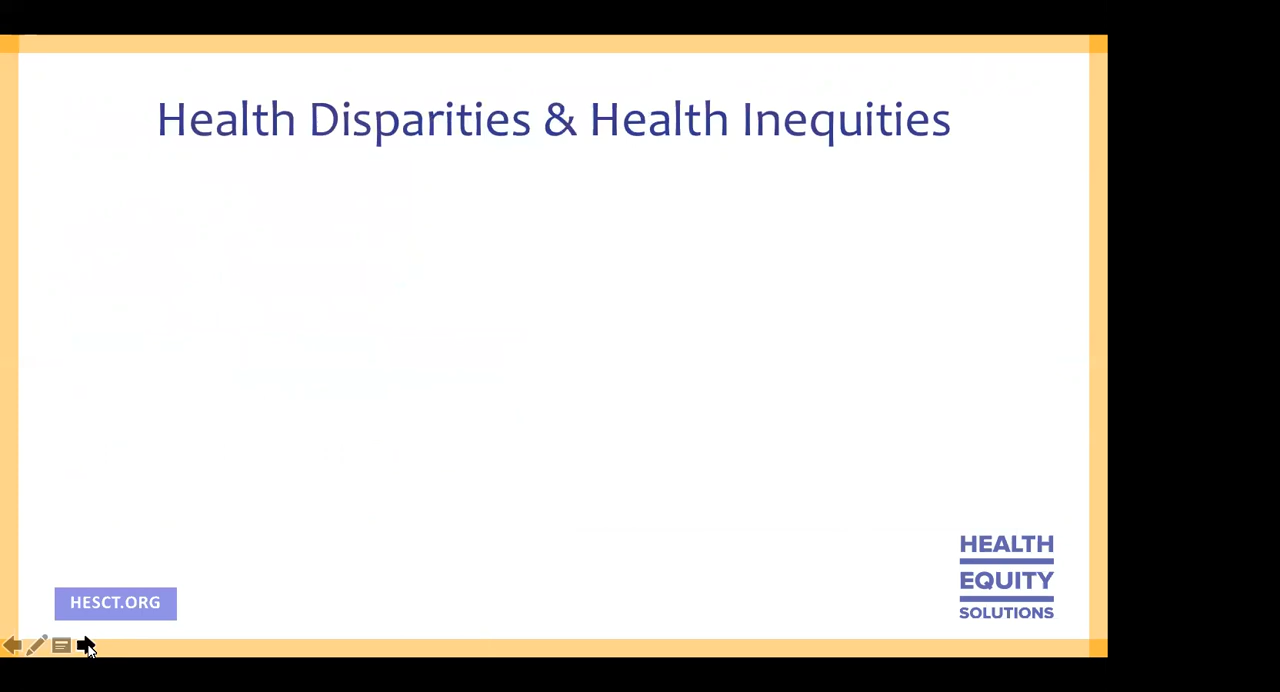 Health Disparities & Health Inequities
HEALTH
EQUITY
SOLUTIONS
HESCT.ORG